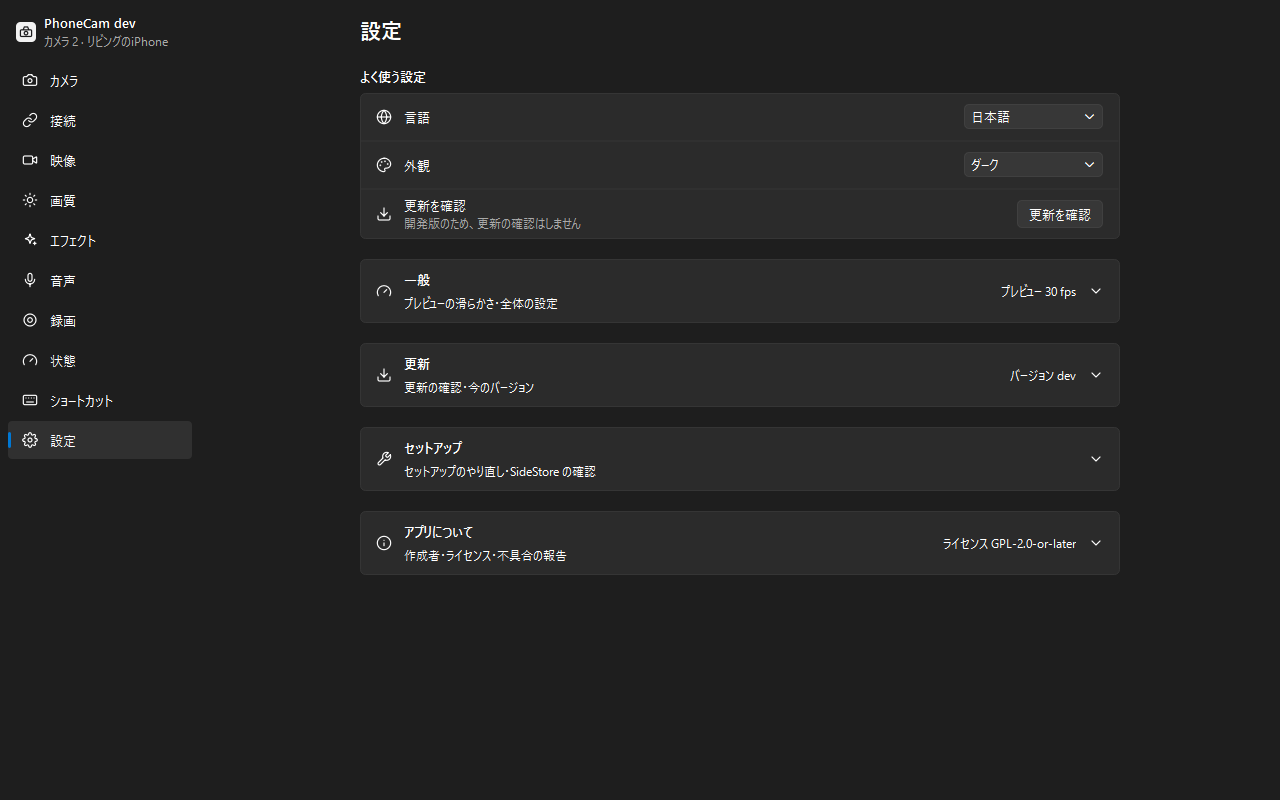 PhoneCam dev
カメラ 2 · リビングのiPhone
カメラ
接続
映像
画質
エフェクト
音声
録画
状態
ショートカット
設定
設定
よく使う設定
言語
日本語
外観
ダーク
更新を確認
開発版のため、更新の確認はしません
更新を確認
一般
プレビューの滑らかさ・全体の設定
プレビュー 30 fps
更新
更新の確認・今のバージョン
バージョン dev
セットアップ
セットアップのやり直し・SideStore の確認
アプリについて
作成者・ライセンス・不具合の報告
ライセンス GPL-2.0-or-later